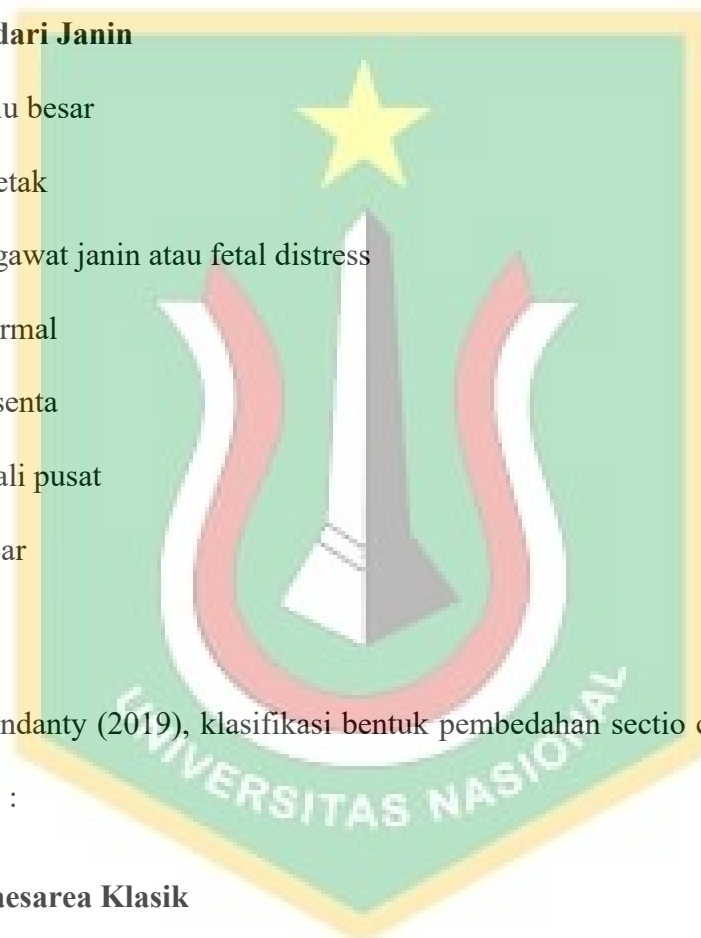 dari Janin
u besar
etak
gawat janin atau fetal distress
rmal
senta
ali pusat
ar
ndanty (2019), klasifikasi bentuk pembedahan sectio
:
aesarea Klasik
UNIVERSITAS NASIONAL